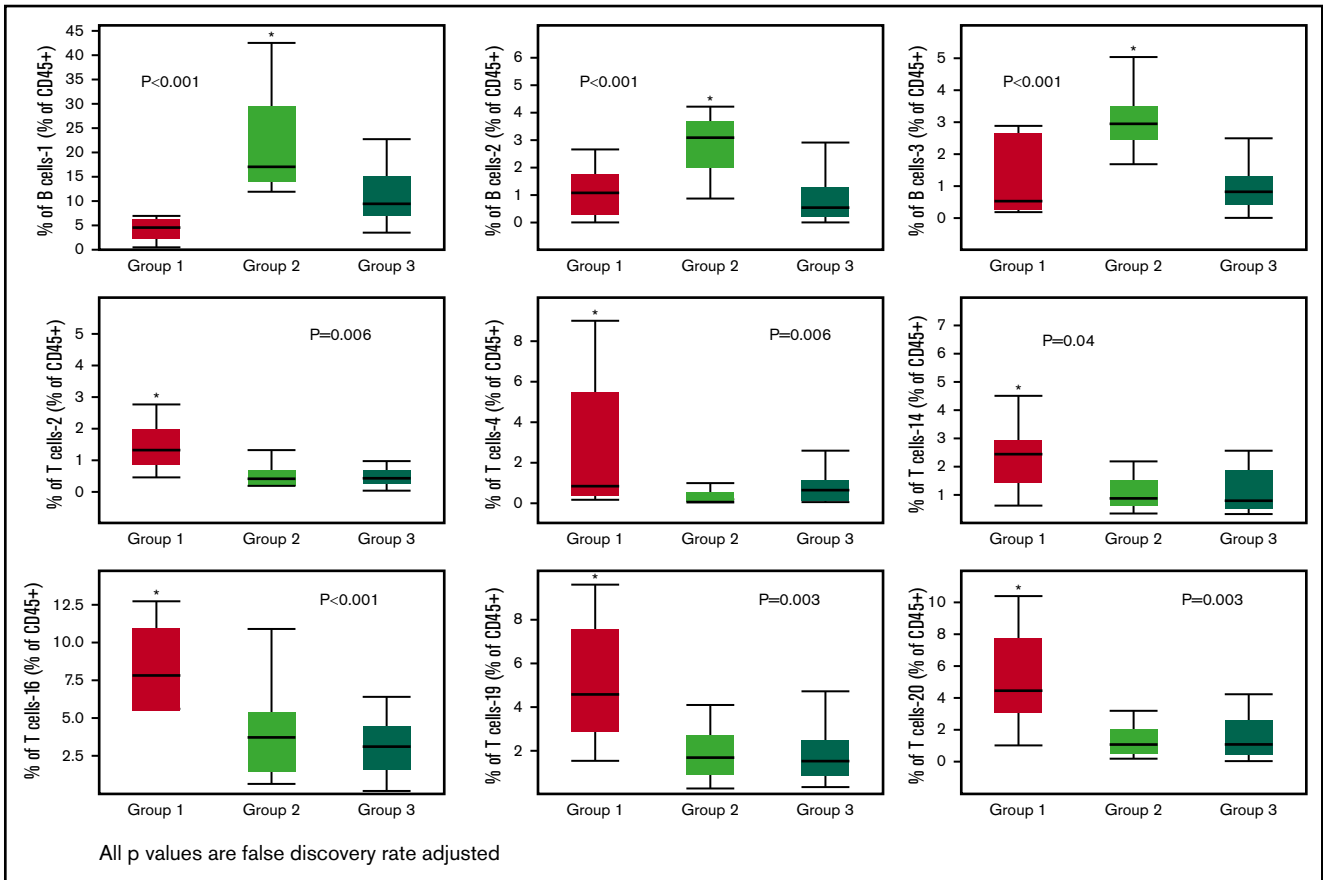 % of B cells-1 (% of CD45+)
45
40
35
30
25
20
15
10
5
0
P<0.001
*
Group 1 Group 2 Group 3
% of B cells-2 (% of CD45+)
6
5
4
3
2
1
0
P<0.001
*
Group 1 Group 2 Group 3
% of B cells-3 (% of CD45+)
5
4
3
2
1
0
P<0.001
*
Group 1 Group 2 Group 3
% of T cells-2 (% of CD45+)
5
4
3
2
1
0
P=0.006
*
Group 1 Group 2 Group 3
% of T cells-4 (% of CD45+)
8
6
4
2
0
P=0.006
*
Group 1 Group 2 Group 3
% of T cells-14 (% of CD45+)
7
6
5
4
3
2
1
P=0.04
*
Group 1 Group 2 Group 3
% of T cells-16 (% of CD45+)
12.5
10.0
7.5
5.0
2.5
P<0.001
*
Group 1 Group 2 Group 3
% of T cells-19 (% of CD45+)
8
6
4
2
P=0.003
*
Group 1 Group 2 Group 3
% of T cells-20 (% of CD45+)
10
8
6
4
2
0
P=0.003
*
Group 1 Group 2 Group 3
All p values are false discovery rate adjusted